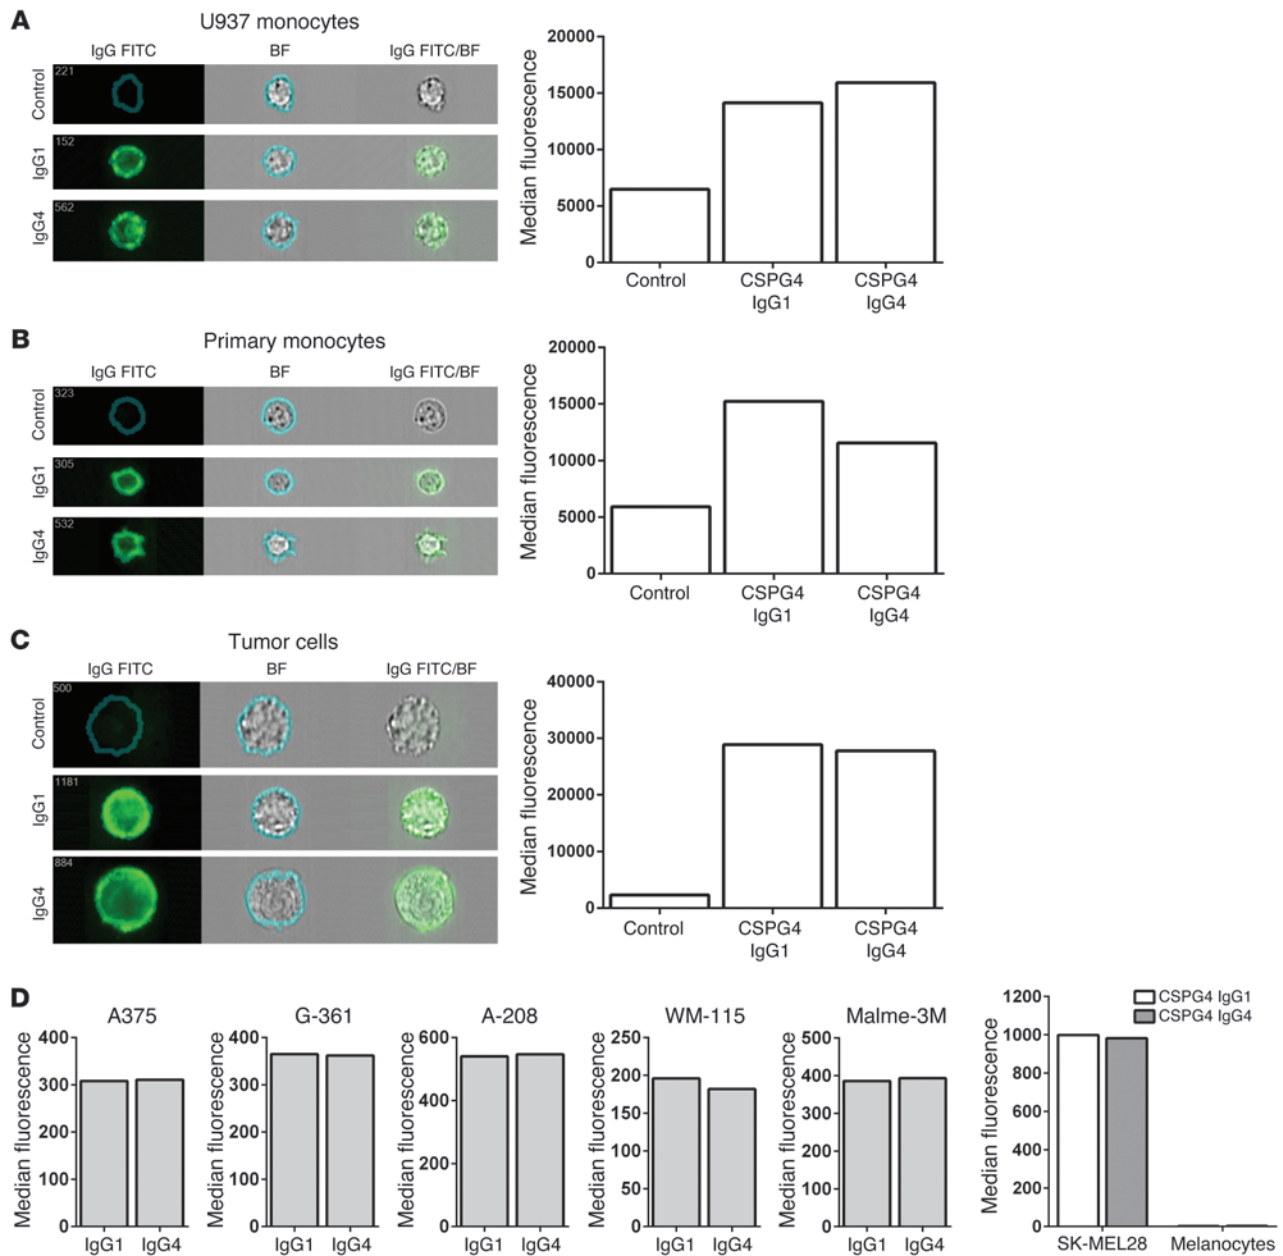 A
U937 monocytes
IgG FITC BF IgG FITC/BF
Control
221
IgG1
152
IgG4
562
Median fluorescence
20000
15000
10000
5000
0
Control
CSPG4 IgG1
CSPG4 IgG4
B
Primary monocytes
IgG FITC BF IgG FITC/BF
Control
323
IgG1
305
IgG4
532
Median fluorescence
20000
15000
10000
5000
0
Control
CSPG4 IgG1
CSPG4 IgG4
C
Tumor cells
IgG FITC BF IgG FITC/BF
Control
500
IgG1
1181
IgG4
884
Median fluorescence
40000
30000
20000
10000
0
Control
CSPG4 IgG1
CSPG4 IgG4
D
A375
Median fluorescence
400
300
200
100
0
IgG1 IgG4
G-361
Median fluorescence
400
300
200
100
0
IgG1 IgG4
A-208
Median fluorescence
600
400
200
0
IgG1 IgG4
WM-115
Median fluorescence
250
200
150
100
50
0
IgG1 IgG4
Malme-3M
Median fluorescence
500
400
300
200
100
0
IgG1 IgG4
CSPG4 IgG1
CSPG4 IgG4
Median fluorescence
1200
1000
800
600
400
200
0
SK-MEL28 Melanocytes